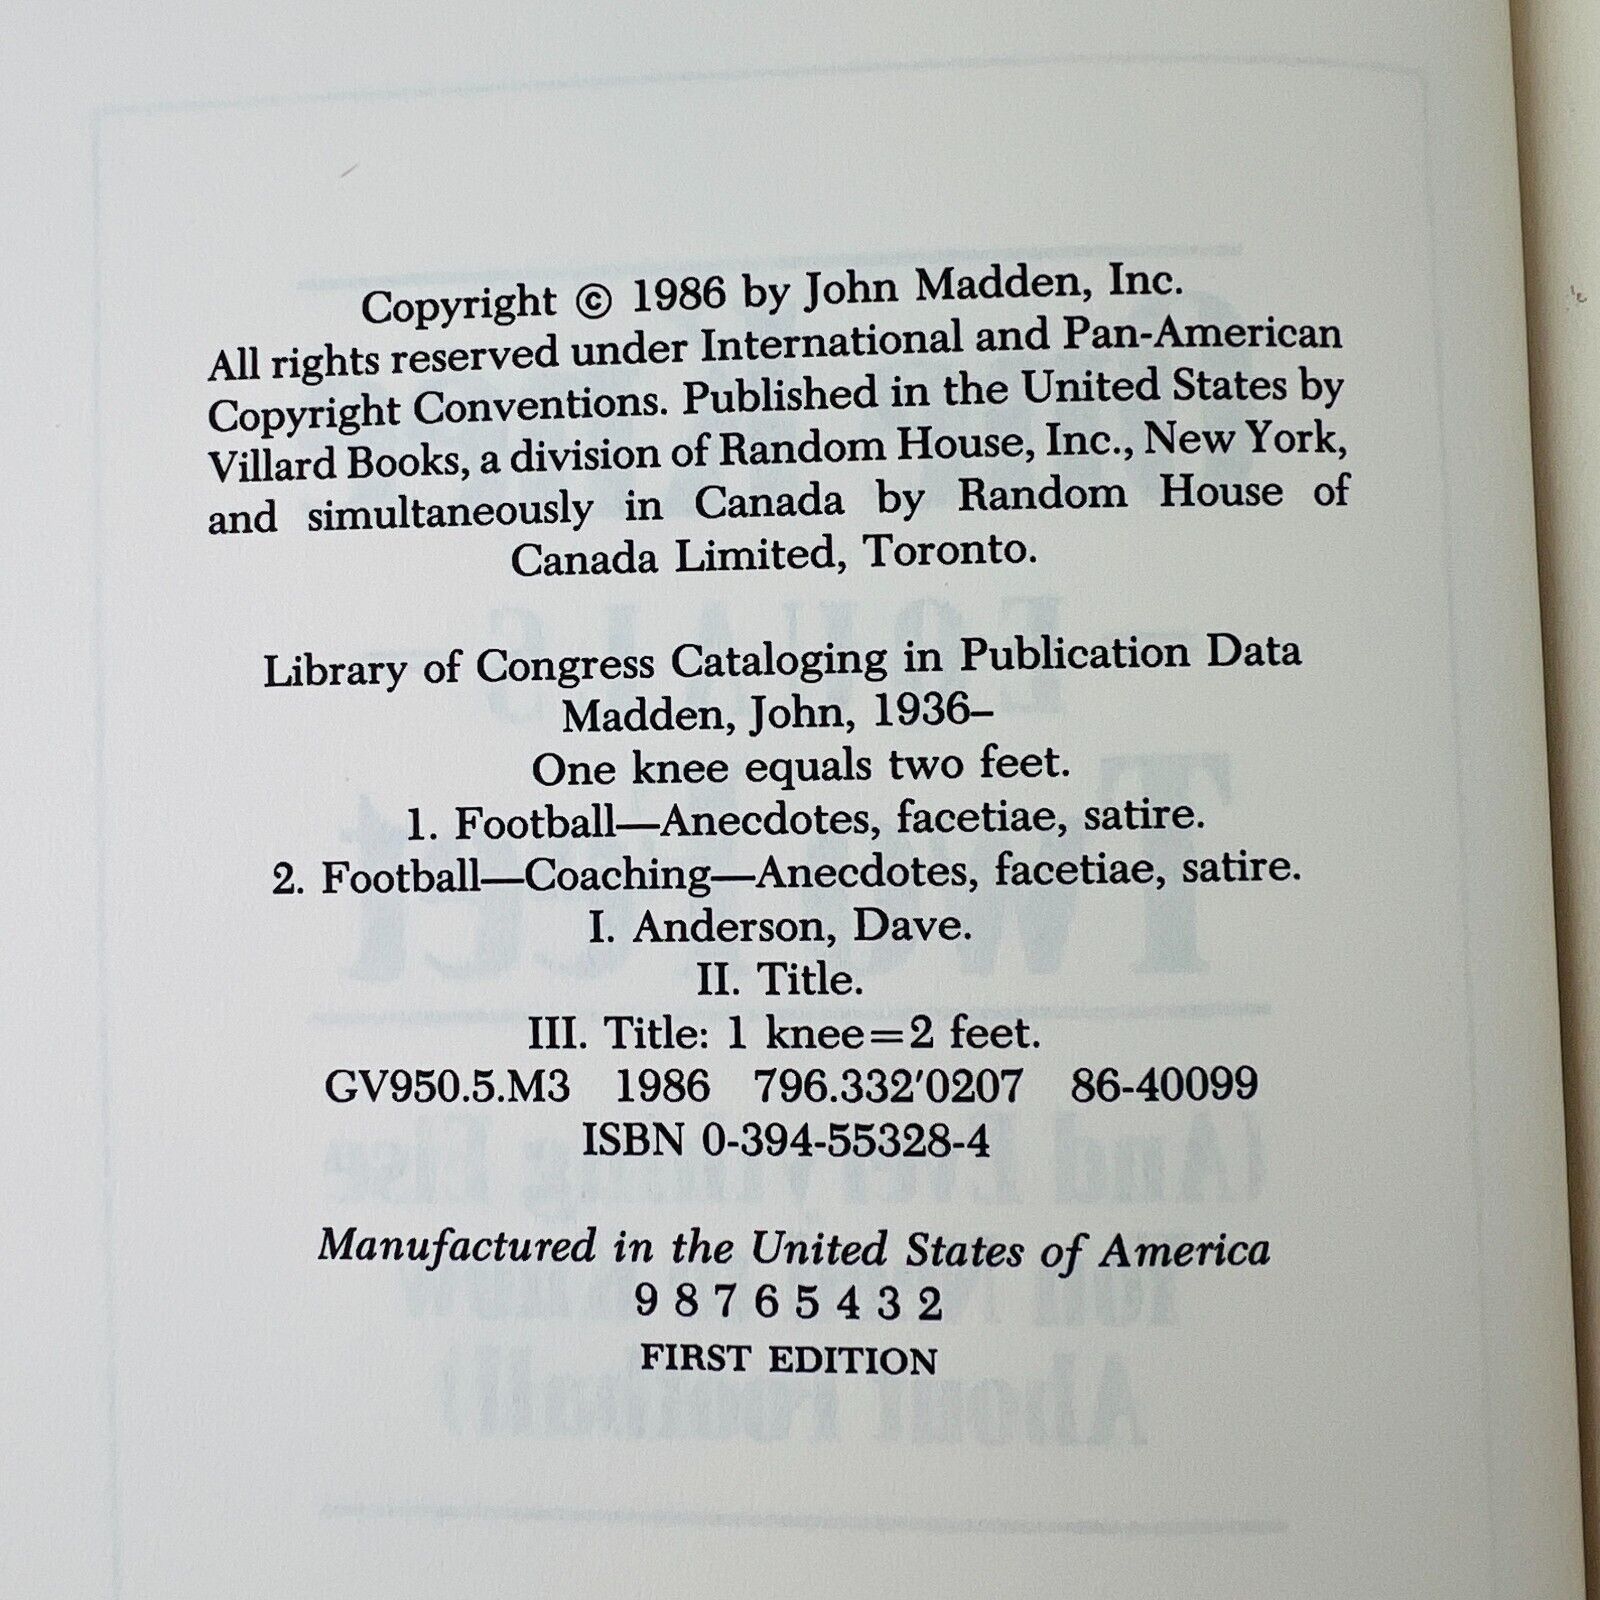 Copyright © 1986 by John Madden, Inc.
All rights reserved under International and Pan-American
Copyright Conventions. Published in the United States by
Villard Books, a division of Random House, Inc., New York,
and simultaneously in Canada by Random House of
Canada Limited, Toronto.
Library of Congress Cataloging in Publication Data
Madden, John, 1936–
One knee equals two feet.
1. Football—Anecdotes, facetiae, satire.
2. Football—Coaching—Anecdotes, facetiae, satire.
I. Anderson, Dave.
II. Title.
III. Title: 1 knee=2 feet.
GV950.5.M3 1986 796.332'0207 86-40099
ISBN 0-394-55328-4
Manufactured in the United States of America
9 8 7 6 5 4 3 2
FIRST EDITION